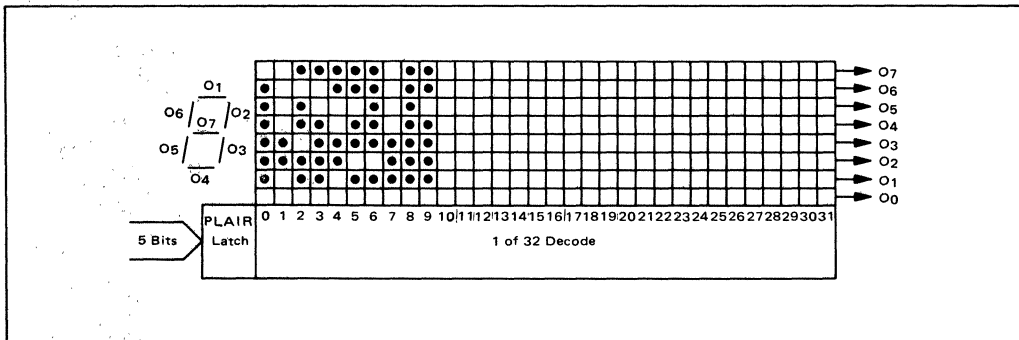 O7
O6
O5
O4
O3
O2
O1
O0
O1
O6 O2
O7
O5 O3
O4
PLAIR
Latch
0 1 2 3 4 5 6 7 8 9 10 11 12 13 14 15 16 17 18 19 20 21 22 23 24 25 26 27 28 29 30 31
5 Bits
1 of 32 Decode